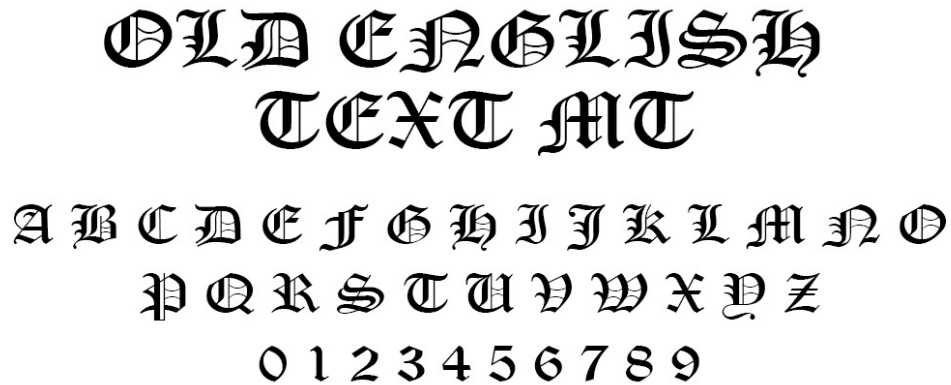 OLD ENGLISH
TEXT MT
A B C D E F G H I J K L M N O
P Q R S T U V W X Y Z
0 1 2 3 4 5 6 7 8 9